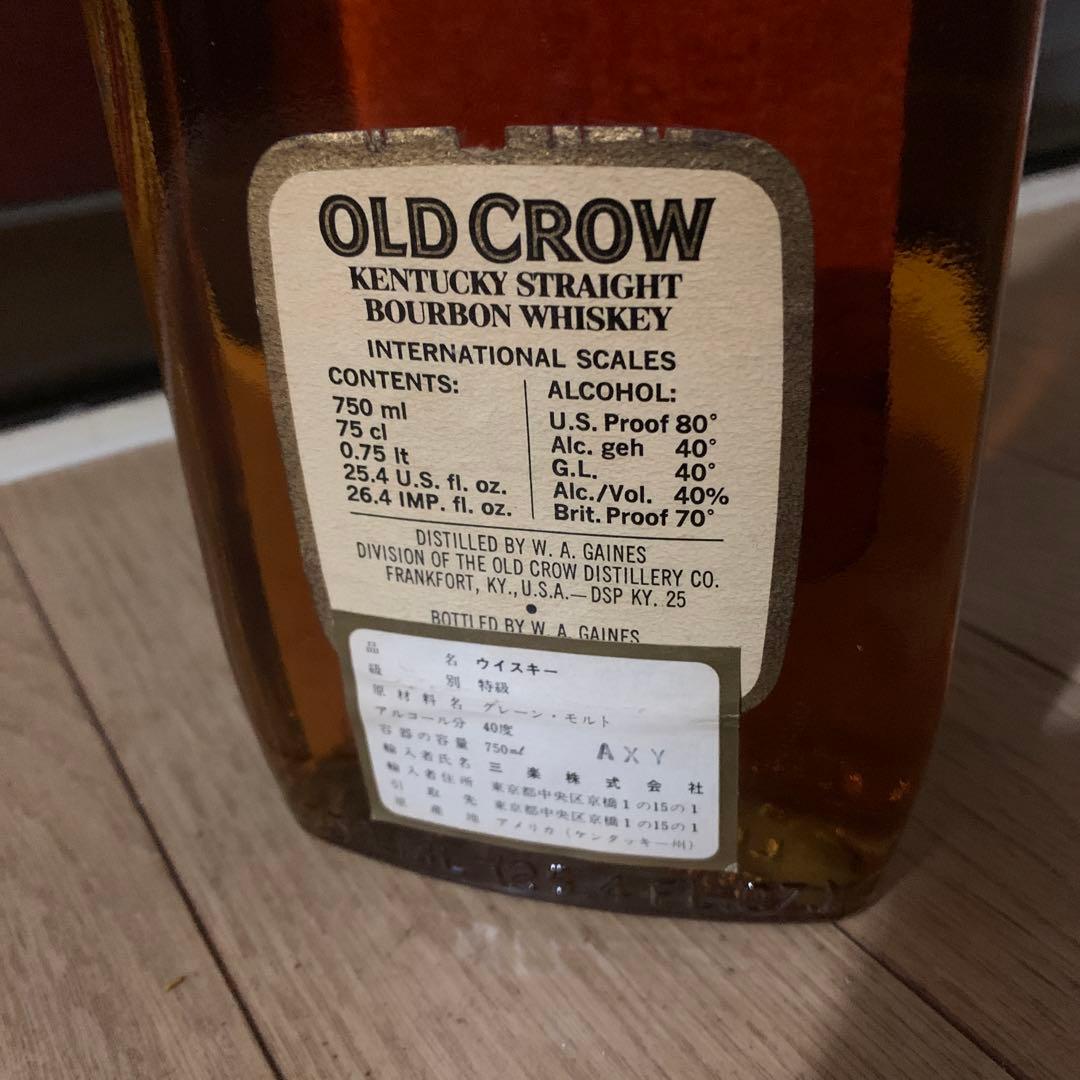 OLD CROW
KENTUCKY STRAIGHT
BOURBON WHISKEY
INTERNATIONAL SCALES
CONTENTS:
750 ml
75 cl
0.75 lt
25.4 U.S. fl. oz.
26.4 IMP. fl. oz.
ALCOHOL:
U.S. Proof 80°
Alc. geh 40°
G.L. 40°
Alc./Vol. 40%
Brit. Proof 70°
DISTILLED BY W. A. GAINES
DIVISION OF THE OLD CROW DISTILLERY CO.
FRANKFORT, KY., U.S.A.—DSP KY. 25
BOTTLED BY W. A. GAINES
品名 ウイスキー
級別 特級
原材料名 グレーン・モルト
アルコール分 40度
容器の容量 750ml
AXY
輸入者氏名 三楽株式会社
輸入者住所 東京都中央区京橋1の15の1
引取先 東京都中央区京橋1の15の1
原産地 アメリカ(ケンタッキー州)